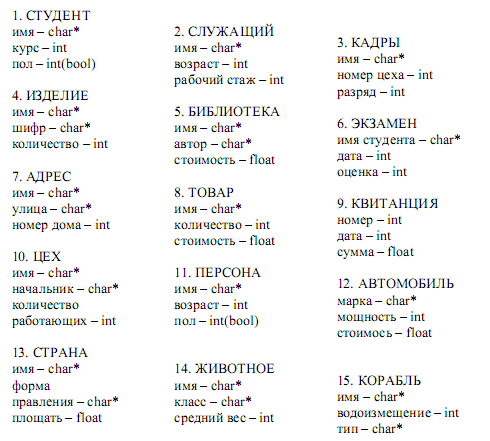 1. СТУДЕНТ
имя – char*
курс – int
пол – int(bool)
2. СЛУЖАЩИЙ
имя – char*
возраст – int
рабочий стаж – int
3. КАДРЫ
имя – char*
номер цеха – int
разряд – int
4. ИЗДЕЛИЕ
имя – char*
шифр – char*
количество – int
5. БИБЛИОТЕКА
имя – char*
автор – char*
стоимость – float
6. ЭКЗАМЕН
имя студента – char*
дата – int
оценка – int
7. АДРЕС
имя – char*
улица – char*
номер дома – int
8. ТОВАР
имя – char*
количество – int
стоимость – float
9. КВИТАНЦИЯ
номер – int
дата – int
сумма – float
10. ЦЕХ
имя – char*
начальник – char*
количество
работающих – int
11. ПЕРСОНА
имя – char*
возраст – int
пол – int(bool)
12. АВТОМОБИЛЬ
марка – char*
мощность – int
стоимось – float
13. СТРАНА
имя – char*
форма
правления – char*
площать – float
14. ЖИВОТНОЕ
имя – char*
класс – char*
средний вес – int
15. КОРАБЛЬ
имя – char*
водоизмещение – int
тип – char*